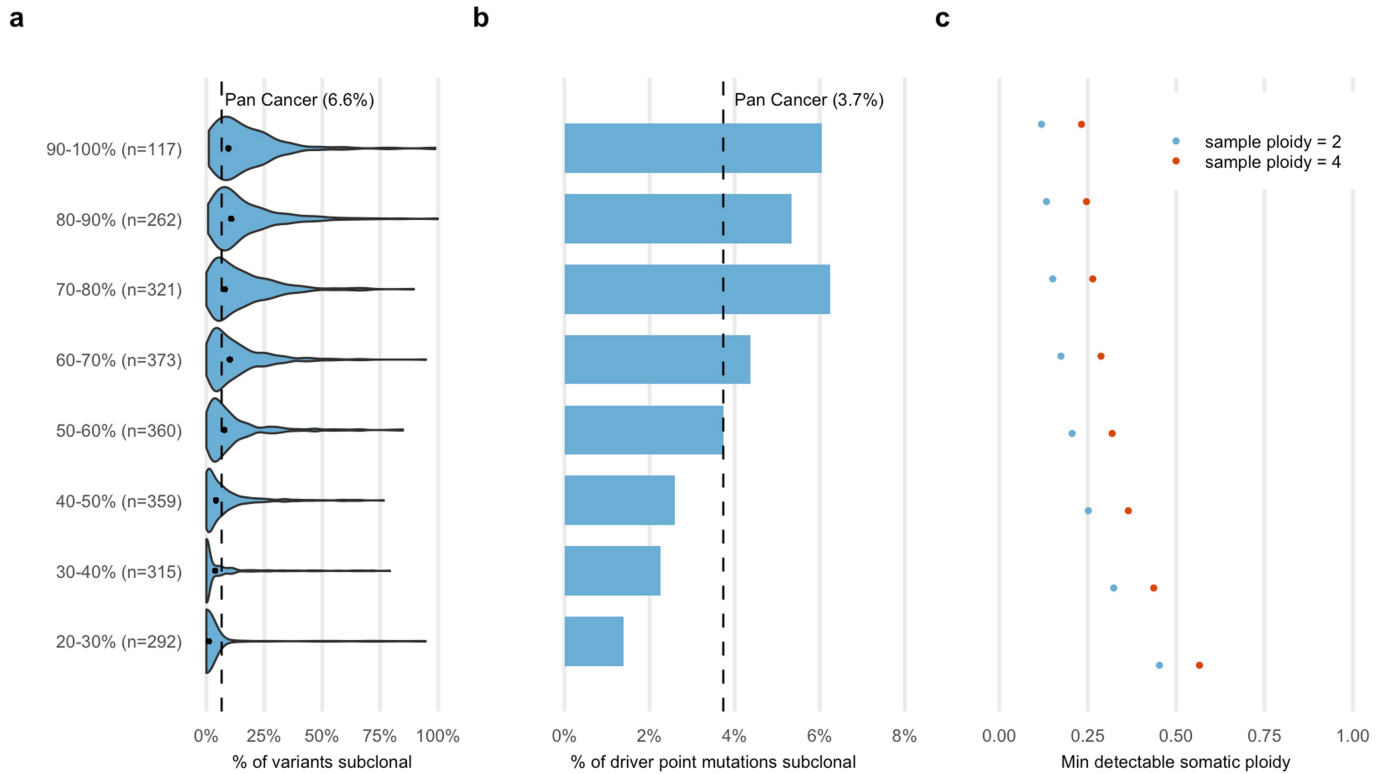 a
b
c
Pan Cancer (6.6%)
Pan Cancer (3.7%)
90-100% (n=117)
80-90% (n=262)
70-80% (n=321)
60-70% (n=373)
50-60% (n=360)
40-50% (n=359)
30-40% (n=315)
20-30% (n=292)
sample ploidy = 2
sample ploidy = 4
0% 25% 50% 75% 100%
% of variants subclonal
0% 2% 4% 6% 8%
% of driver point mutations subclonal
0.00 0.25 0.50 0.75 1.00
Min detectable somatic ploidy